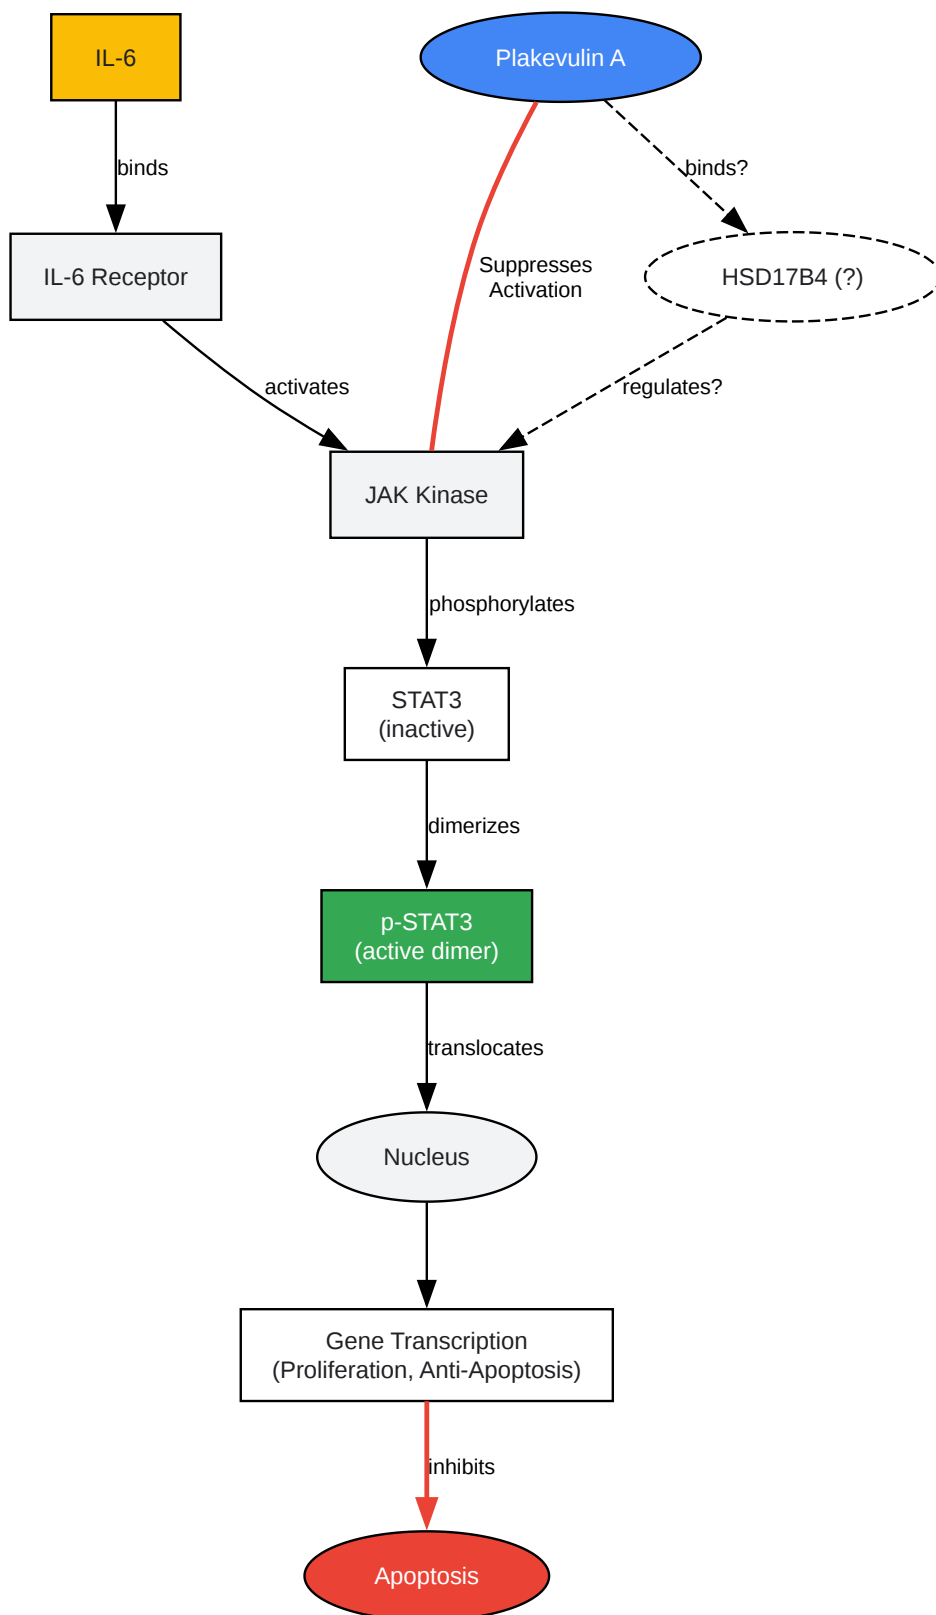 IL-6
Plakevulin A
binds
binds?
Suppresses
Activation
IL-6 Receptor
HSD17B4 (?)
activates
regulates?
JAK Kinase
phosphorylates
STAT3
(inactive)
dimerizes
p-STAT3
(active dimer)
translocates
Nucleus
Gene Transcription
(Proliferation, Anti-Apoptosis)
inhibits
Apoptosis